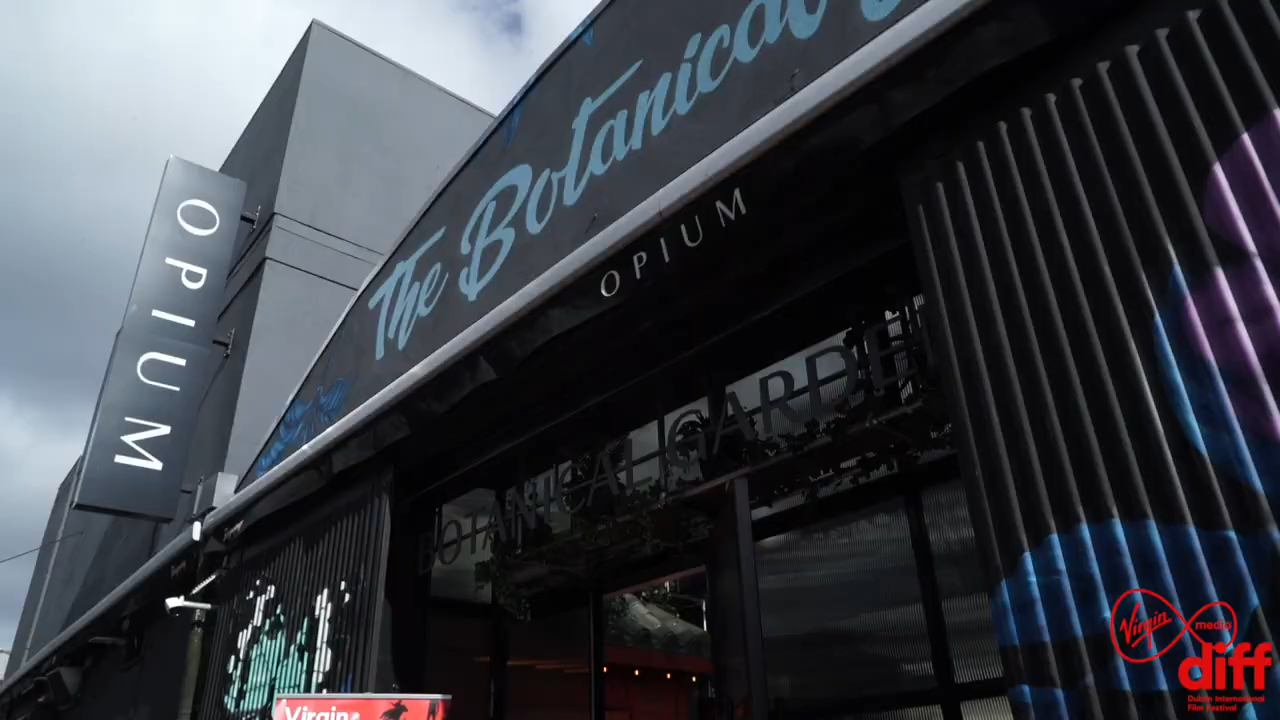 OPIUM
The Botanical
OPIUM
BOTANICAL GARDEN
Virgin
Virgin media
diff
Dublin International
Film Festival